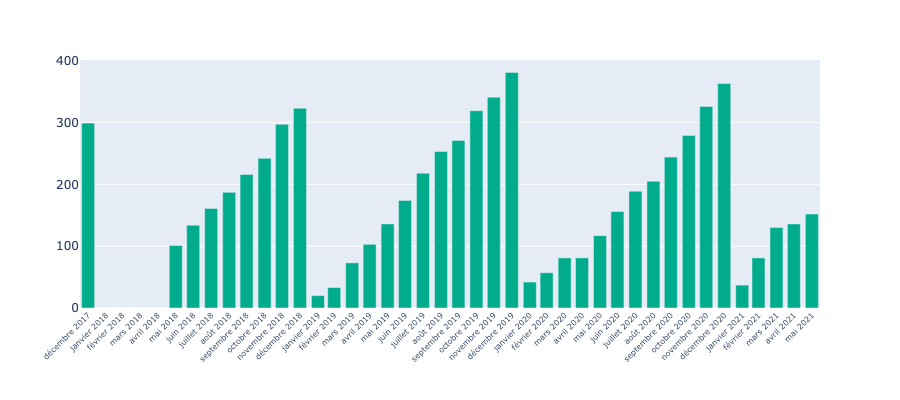 400
300
200
100
0
décembre 2017
janvier 2018
février 2018
mars 2018
avril 2018
mai 2018
juin 2018
juillet 2018
août 2018
septembre 2018
octobre 2018
novembre 2018
décembre 2018
janvier 2019
février 2019
mars 2019
avril 2019
mai 2019
juin 2019
juillet 2019
août 2019
septembre 2019
octobre 2019
novembre 2019
décembre 2019
janvier 2020
février 2020
mars 2020
avril 2020
mai 2020
juin 2020
juillet 2020
août 2020
septembre 2020
octobre 2020
novembre 2020
décembre 2020
janvier 2021
février 2021
mars 2021
avril 2021
mai 2021